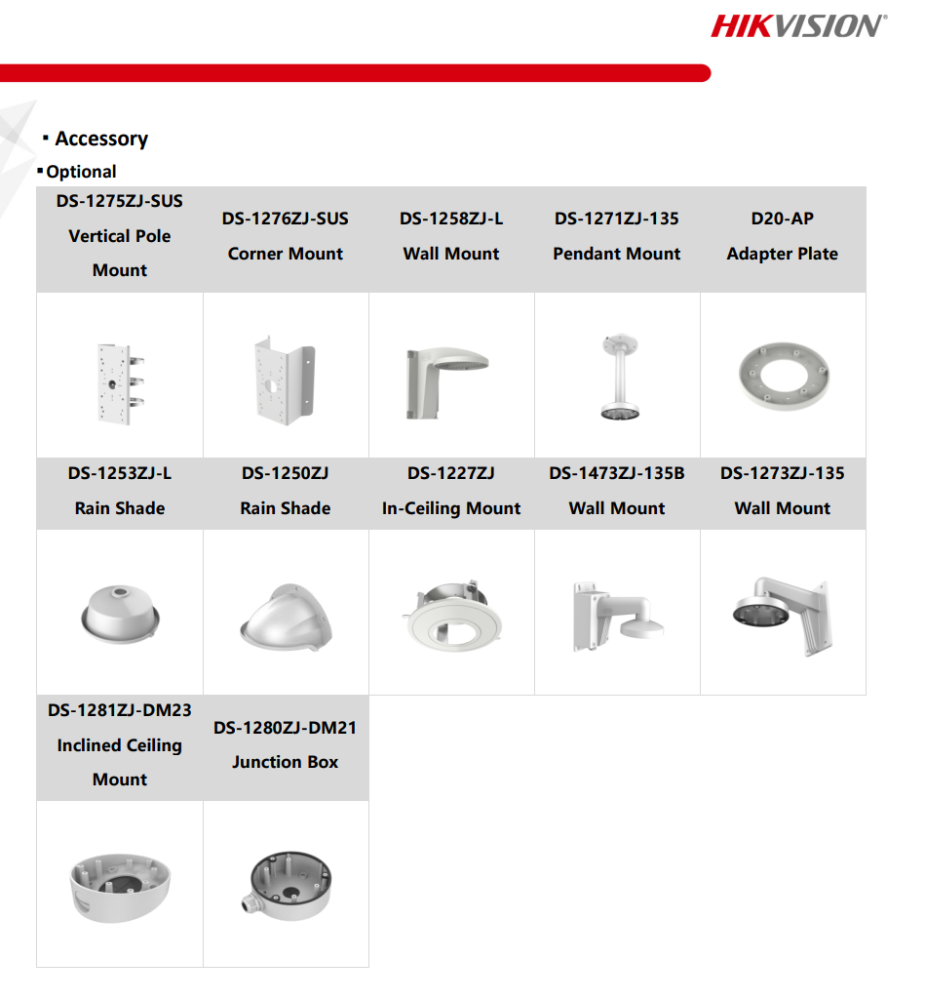 HIKVISION®
▪ Accessory
▪ Optional
DS-1275ZJ-SUS
Vertical Pole
Mount
DS-1276ZJ-SUS
Corner Mount
DS-1258ZJ-L
Wall Mount
DS-1271ZJ-135
Pendant Mount
D20-AP
Adapter Plate
DS-1253ZJ-L
Rain Shade
DS-1250ZJ
Rain Shade
DS-1227ZJ
In-Ceiling Mount
DS-1473ZJ-135B
Wall Mount
DS-1273ZJ-135
Wall Mount
DS-1281ZJ-DM23
Inclined Ceiling
Mount
DS-1280ZJ-DM21
Junction Box